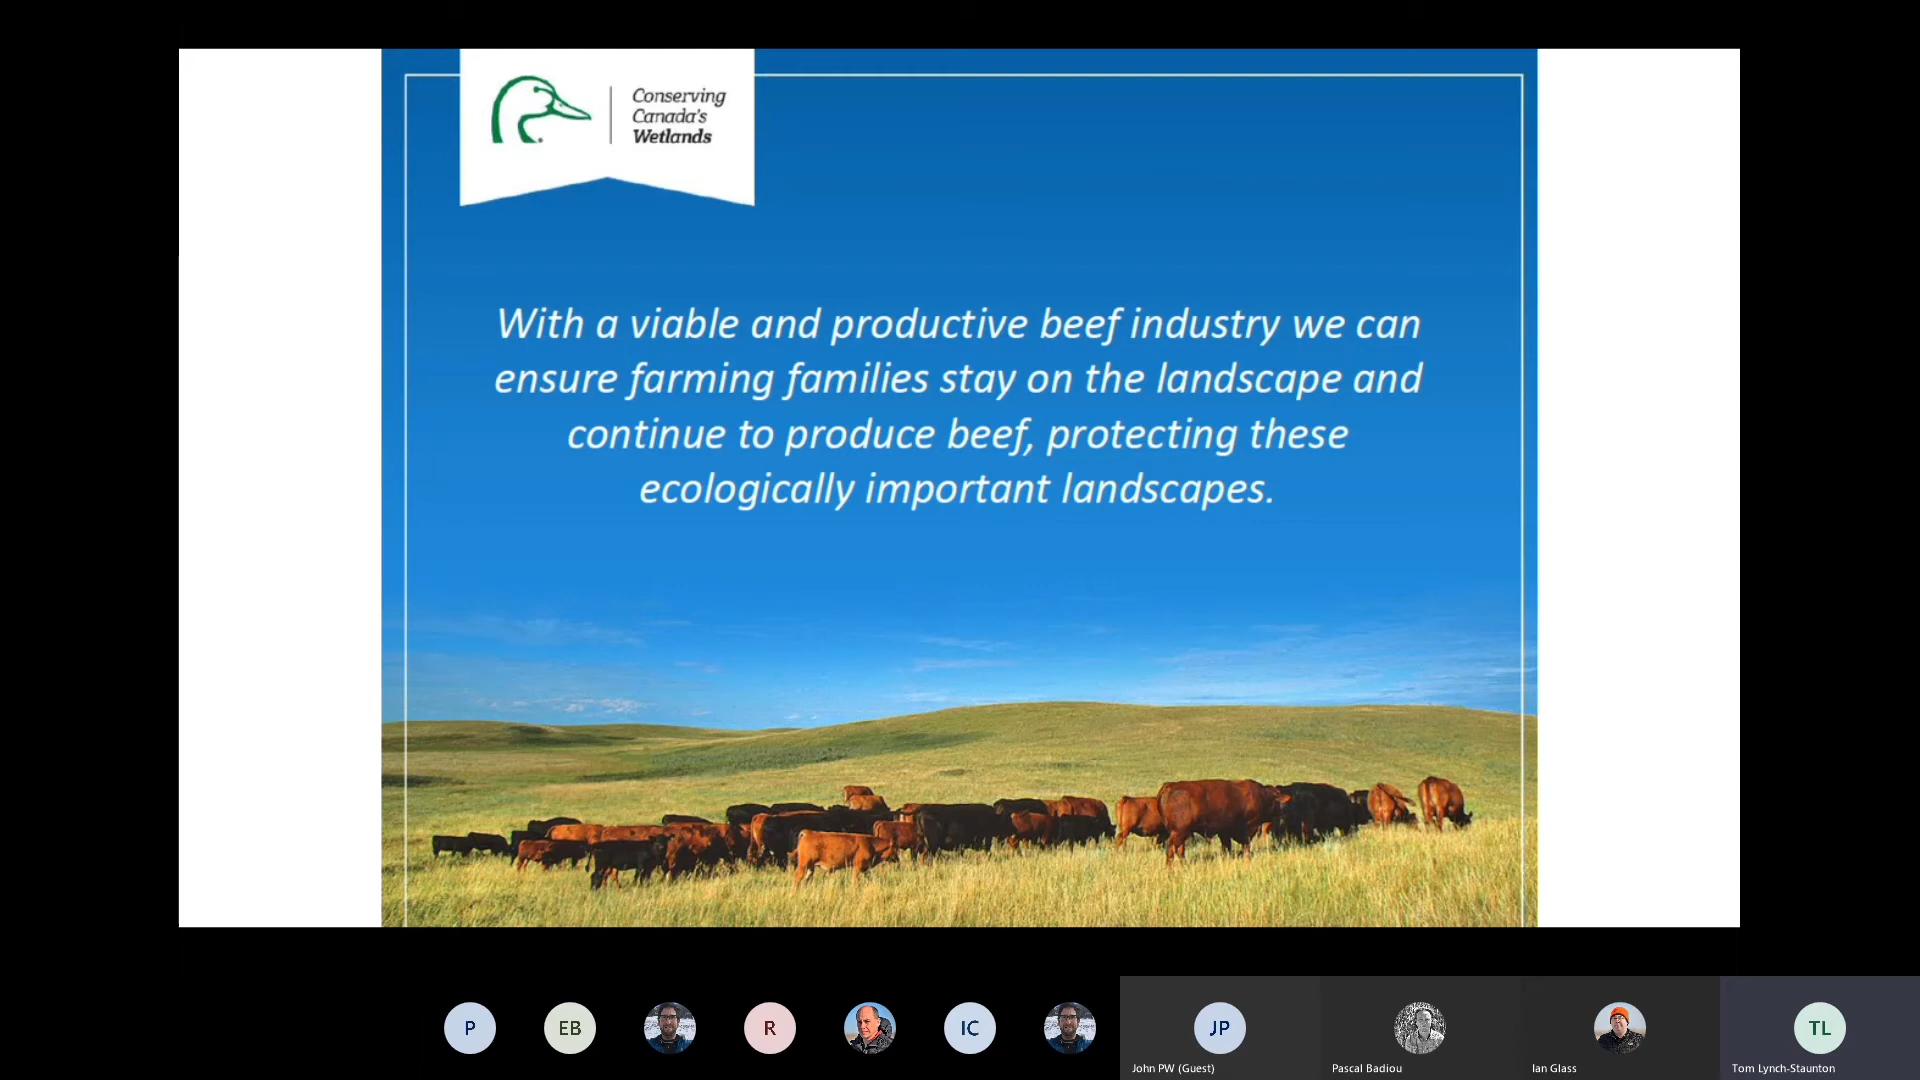 Conserving
Canada's
Wetlands
With a viable and productive beef industry we can
ensure farming families stay on the landscape and
continue to produce beef, protecting these
ecologically important landscapes.
P
EB
R
IC
JP
TL
John PW (Guest)
Pascal Badiou
Ian Glass
Tom Lynch-Staunton